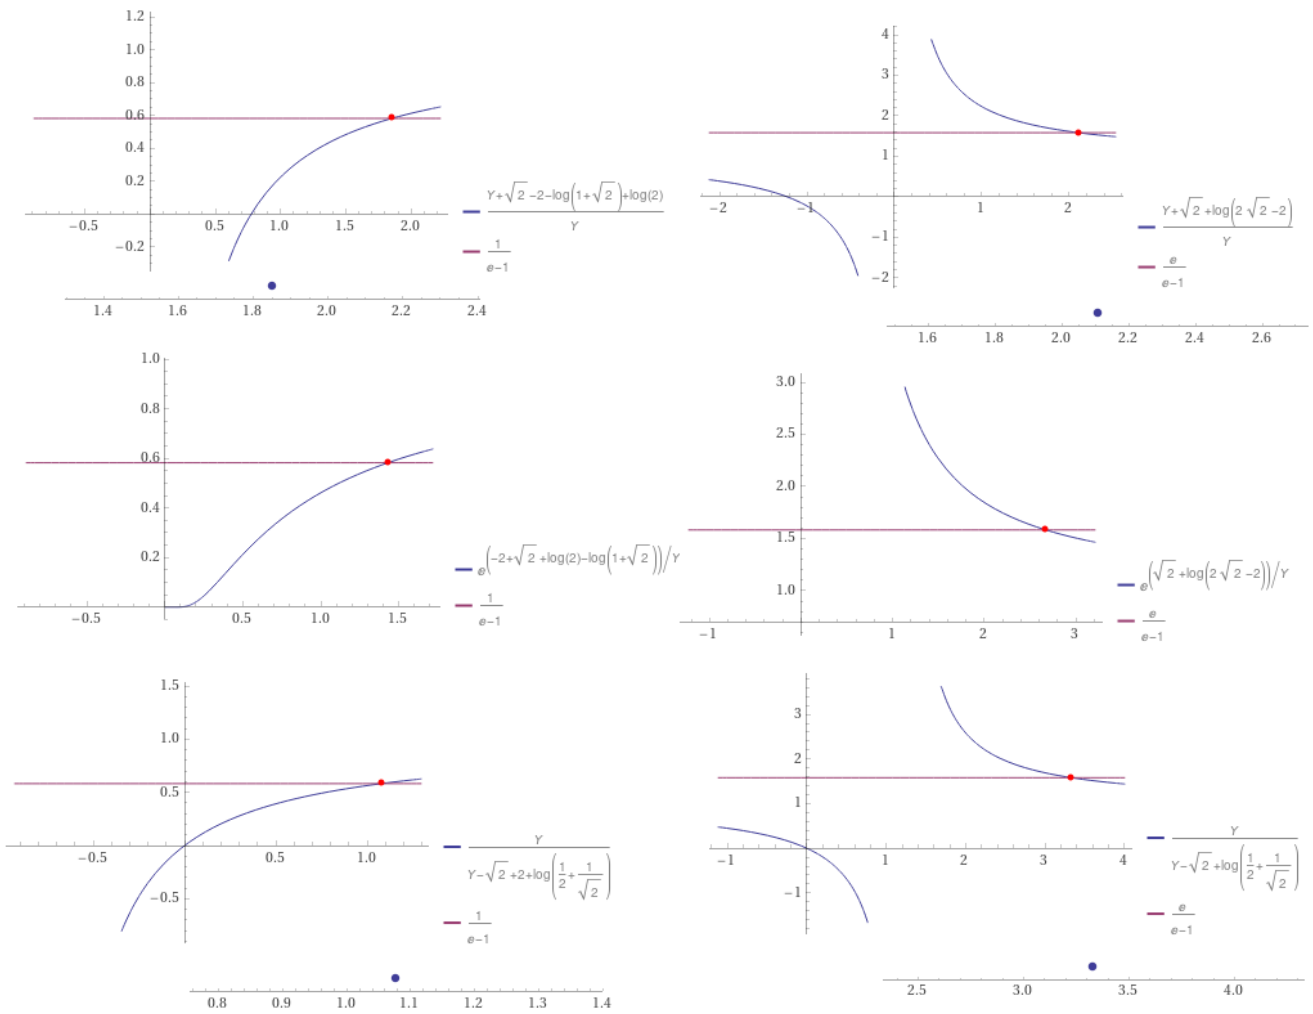 1.2
1.0
0.8
0.6
0.4
0.2
−0.2
−0.5 0.5 1.0 1.5 2.0
Y+√2−2−log(1+√2)+log(2)
Y
1
e−1
1.4 1.6 1.8 2.0 2.2 2.4
4
3
2
1
−1
−2
−2 −1 1 2
Y+√2+log(2√2−2)
Y
e
e−1
1.6 1.8 2.0 2.2 2.4 2.6
1.0
0.8
0.6
0.4
0.2
−0.5 0.5 1.0 1.5
e(−2+√2+log(2)−log(1+√2))/Y
1
e−1
3.0
2.5
2.0
1.5
1.0
−1 1 2 3
e(√2+log(2√2−2))/Y
e
e−1
1.5
1.0
0.5
−0.5
−0.5 0.5 1.0
Y
Y−√2+2+log(1/2+1/√2)
1
e−1
0.8 0.9 1.0 1.1 1.2 1.3 1.4
3
2
1
−1
−1 1 2 3 4
Y
Y−√2+log(1/2+1/√2)
e
e−1
2.5 3.0 3.5 4.0